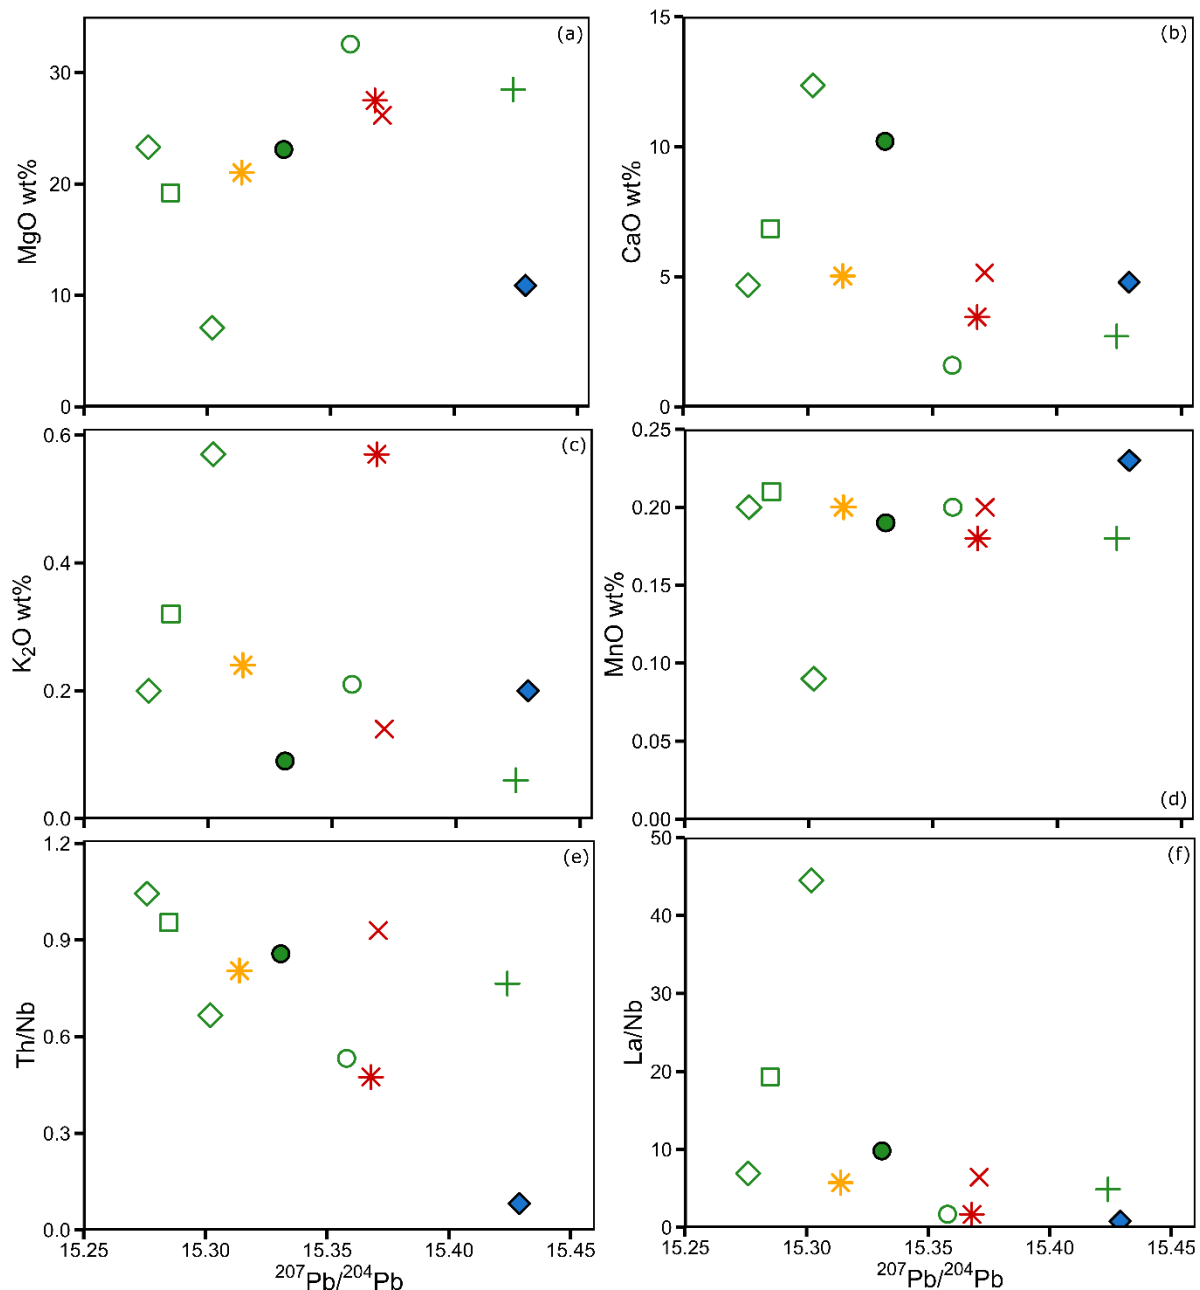 (a)
30
20
10
0
MgO wt%
(b)
15
10
5
0
CaO wt%
(c)
0.6
0.4
0.2
0.0
K₂O wt%
(d)
0.25
0.20
0.15
0.10
0.05
0.00
MnO wt%
(e)
1.2
0.9
0.6
0.3
0.0
Th/Nb
15.25 15.30 15.35 15.40 15.45
²⁰⁷Pb/²⁰⁴Pb
(f)
50
40
30
20
10
0
La/Nb
15.25 15.30 15.35 15.40 15.45
²⁰⁷Pb/²⁰⁴Pb